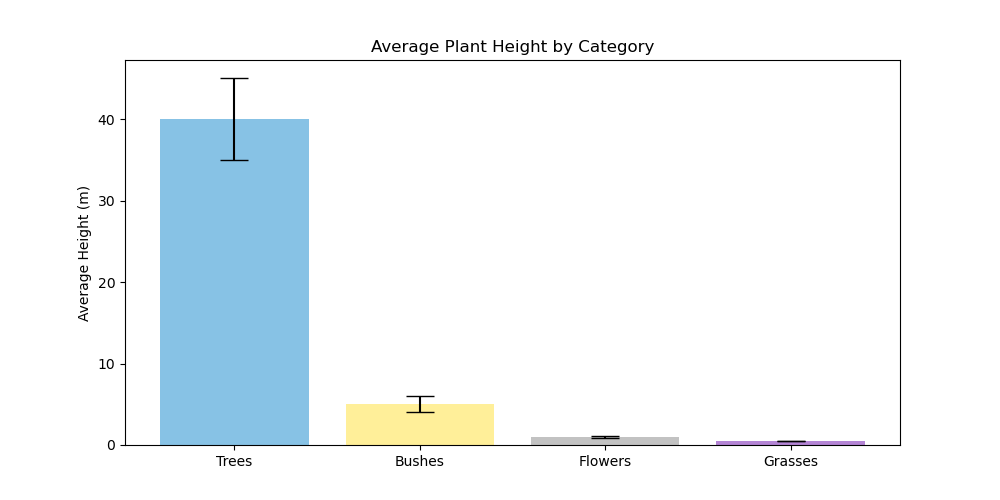 Average Plant Height by Category
Average Height (m)
40
30
20
10
0
Trees
Bushes
Flowers
Grasses